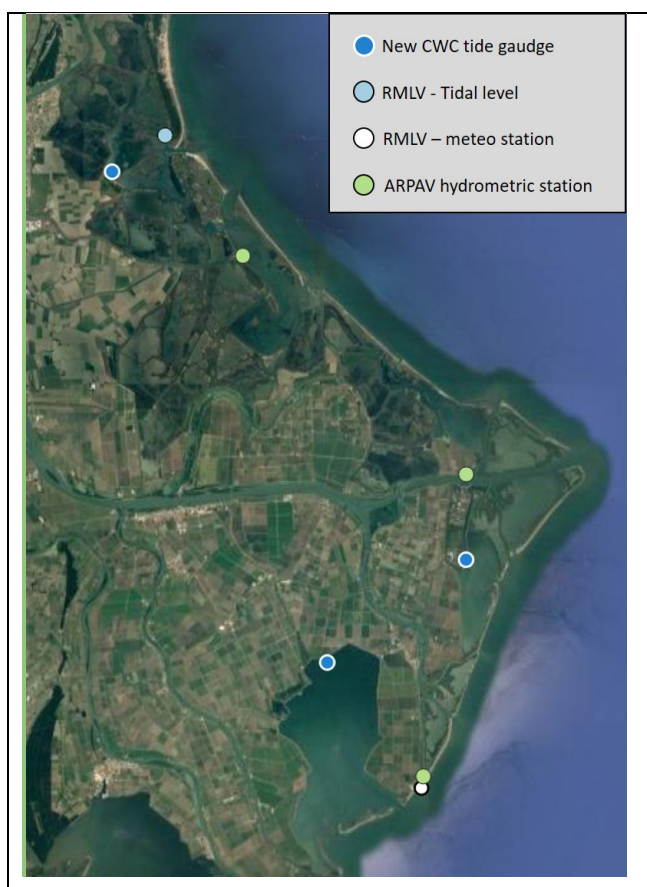 New CWC tide gaudge
RMLV - Tidal level
RMLV – meteo station
ARPAV hydrometric station